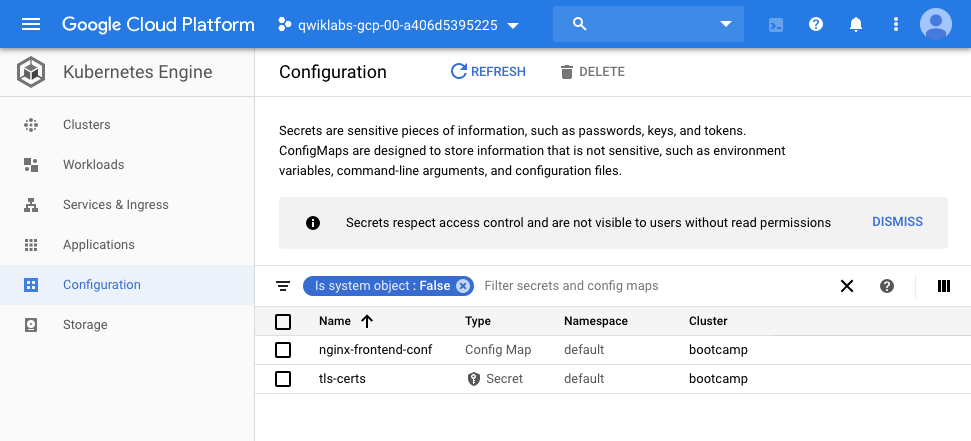 Google Cloud Platform
qwiklabs-gcp-00-a406d5395225
Kubernetes Engine
Clusters
Workloads
Services & Ingress
Applications
Configuration
Storage
Configuration
REFRESH
DELETE
Secrets are sensitive pieces of information, such as passwords, keys, and tokens.
ConfigMaps are designed to store information that is not sensitive, such as environment
variables, command-line arguments, and configuration files.
Secrets respect access control and are not visible to users without read permissions
DISMISS
Is system object : False
Filter secrets and config maps
Name Type Namespace Cluster
nginx-frontend-conf Config Map default bootcamp
tls-certs Secret default bootcamp